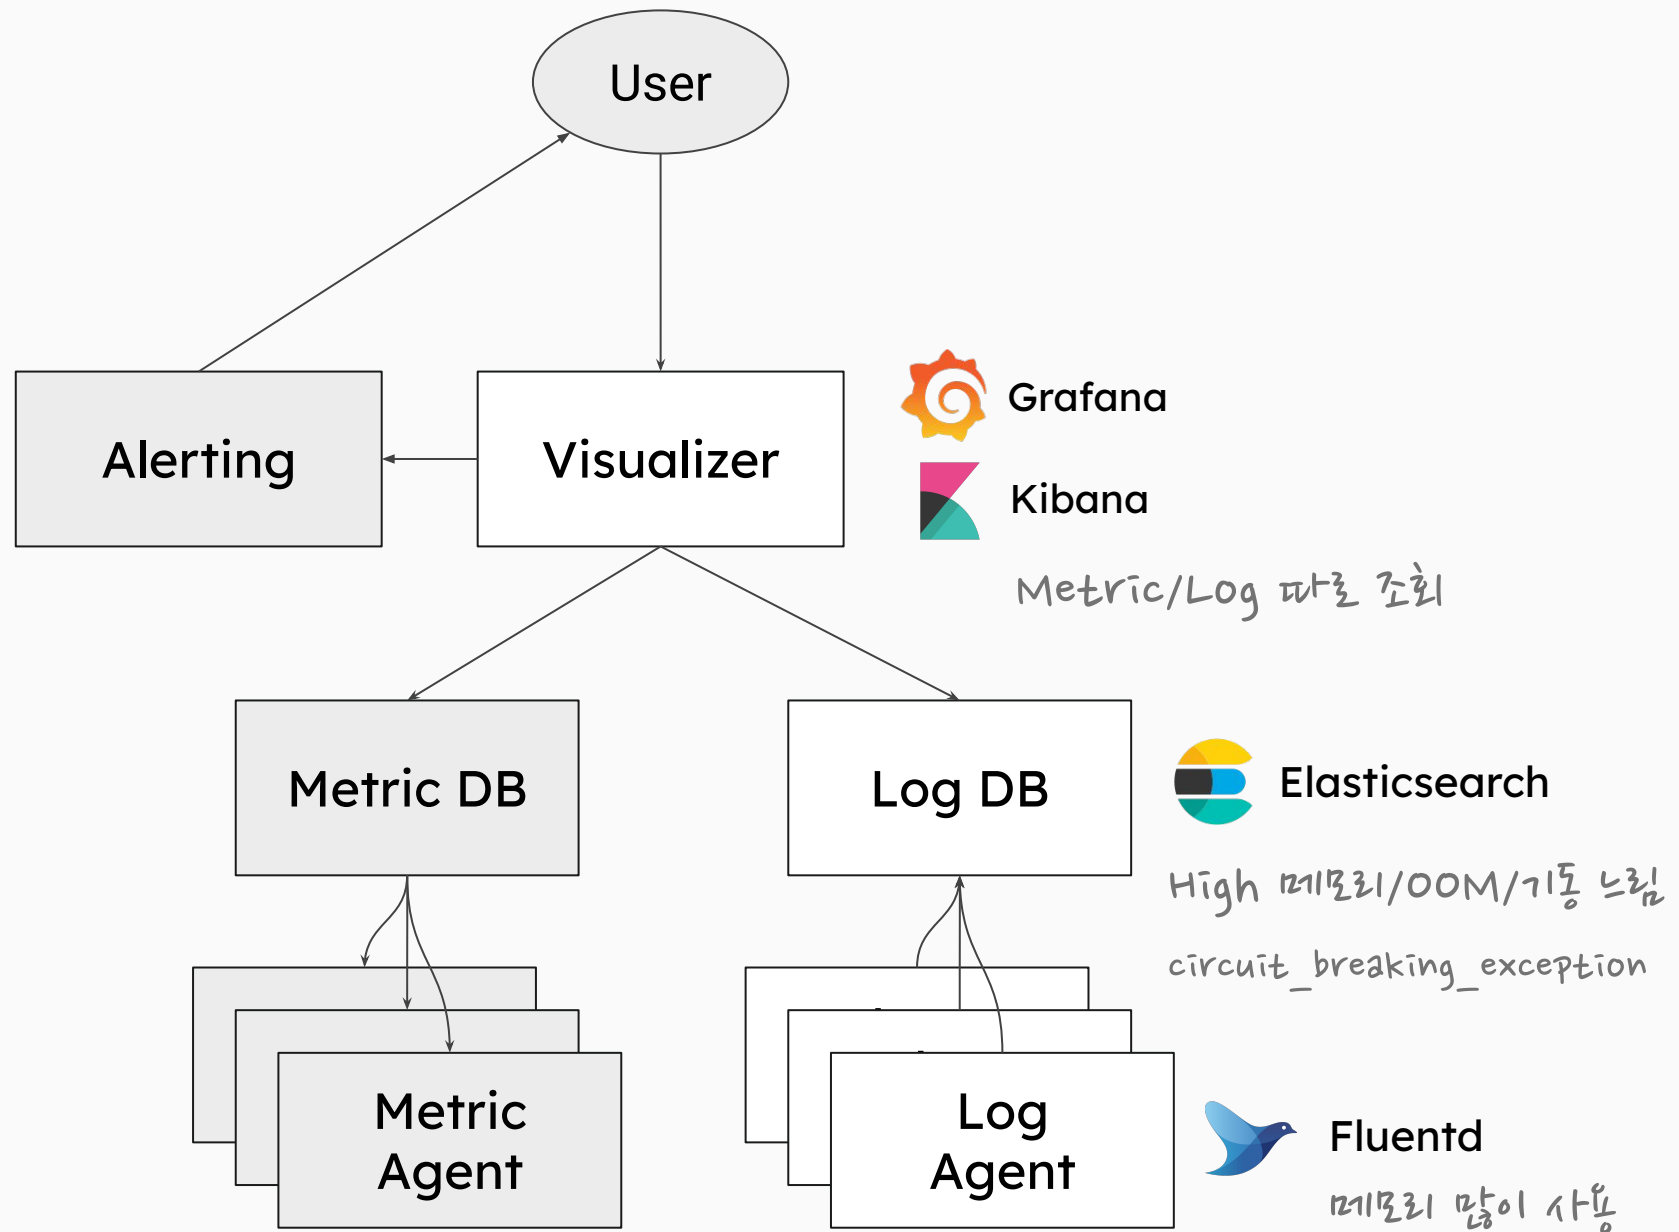 User
Alerting
Visualizer
Grafana
Kibana
Metric/Log 따로 조회
Metric DB
Log DB
Elasticsearch
High 메모리/OOM/기동 느림
circuit_breaking_exception
Metric
Agent
Log
Agent
Fluentd
메모리 많이 사용